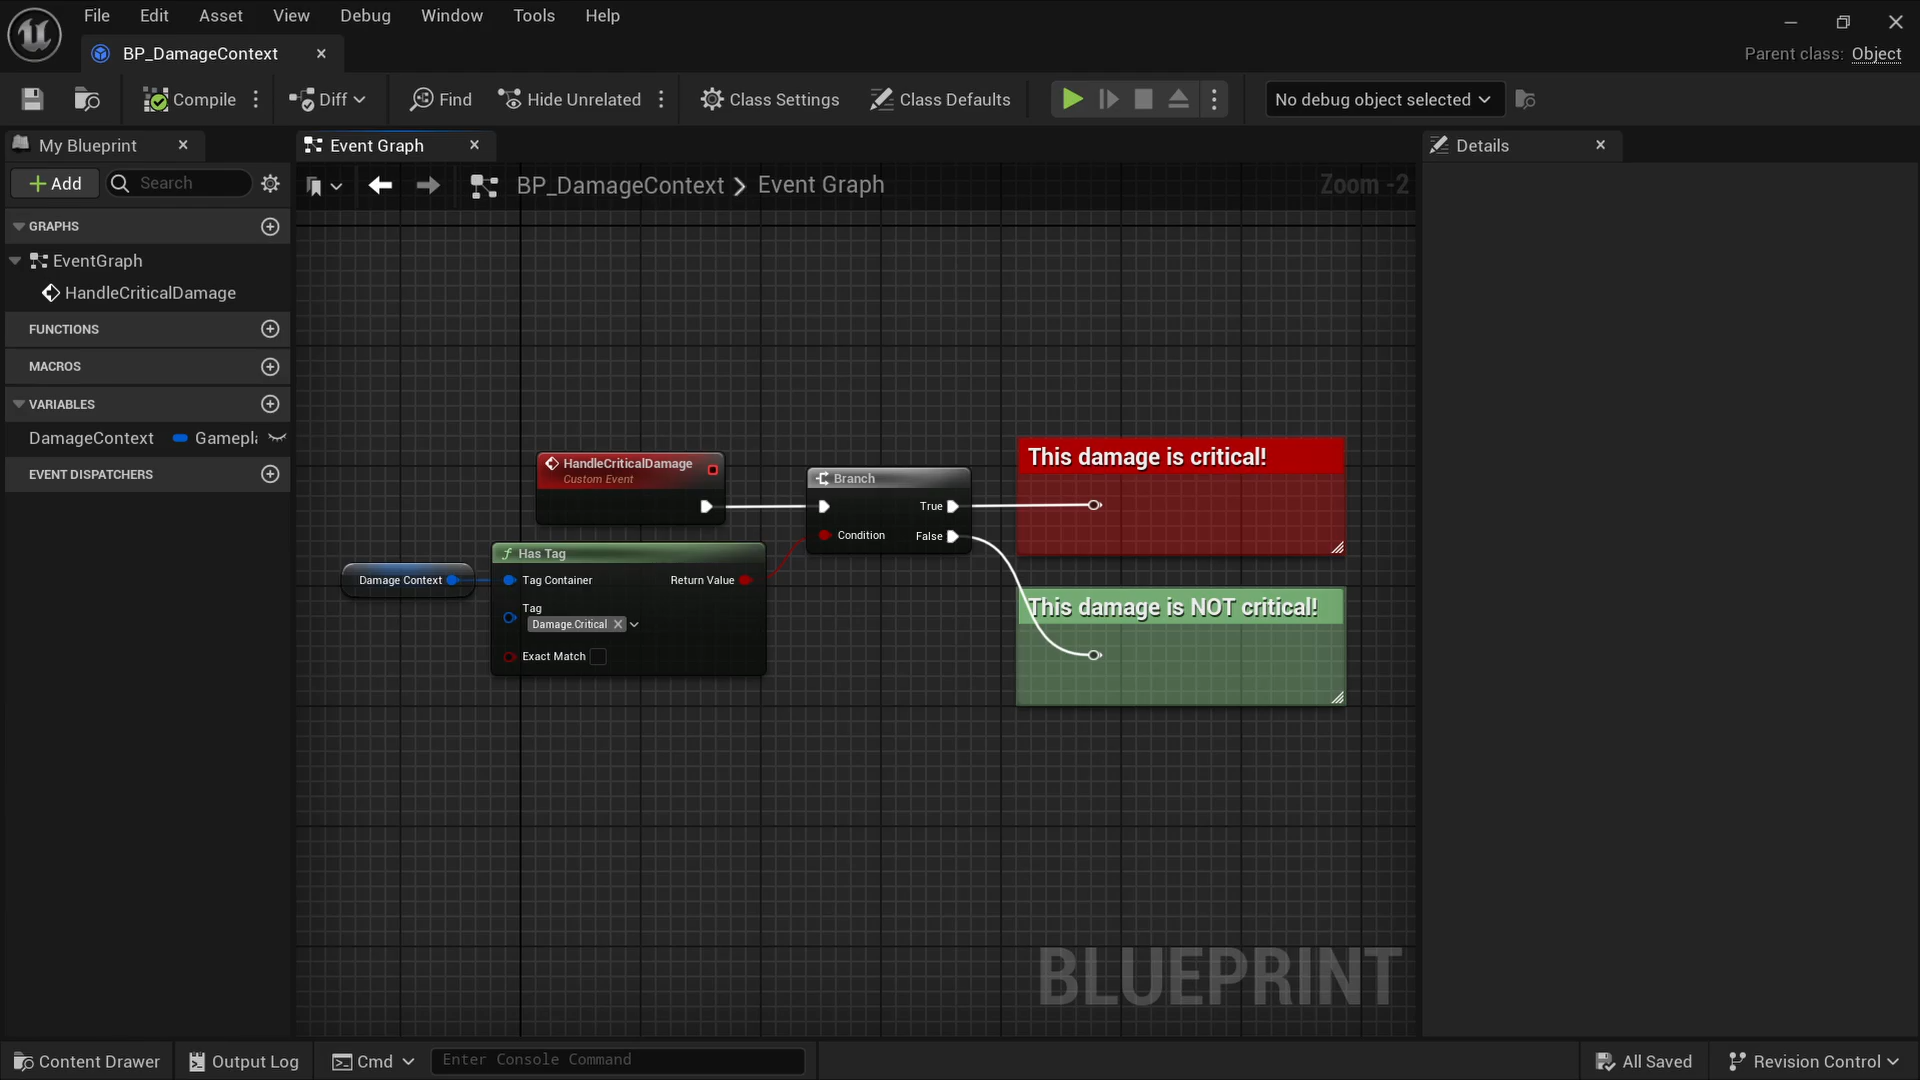 File Edit Asset View Debug Window Tools Help
BP_DamageContext
Parent class: Object
Compile Diff Find Hide Unrelated Class Settings Class Defaults No debug object selected
My Blueprint
Event Graph
Details
Add Search
BP_DamageContext > Event Graph
Zoom -2
GRAPHS
EventGraph
HandleCriticalDamage
FUNCTIONS
MACROS
VARIABLES
DamageContext Gamepl
EVENT DISPATCHERS
HandleCriticalDamage
Custom Event
Branch
True
Condition False
This damage is critical!
Has Tag
Damage Context
Tag Container Return Value
Tag
Damage.Critical
Exact Match
This damage is NOT critical!
BLUEPRINT
Content Drawer Output Log Cmd Enter Console Command All Saved Revision Control